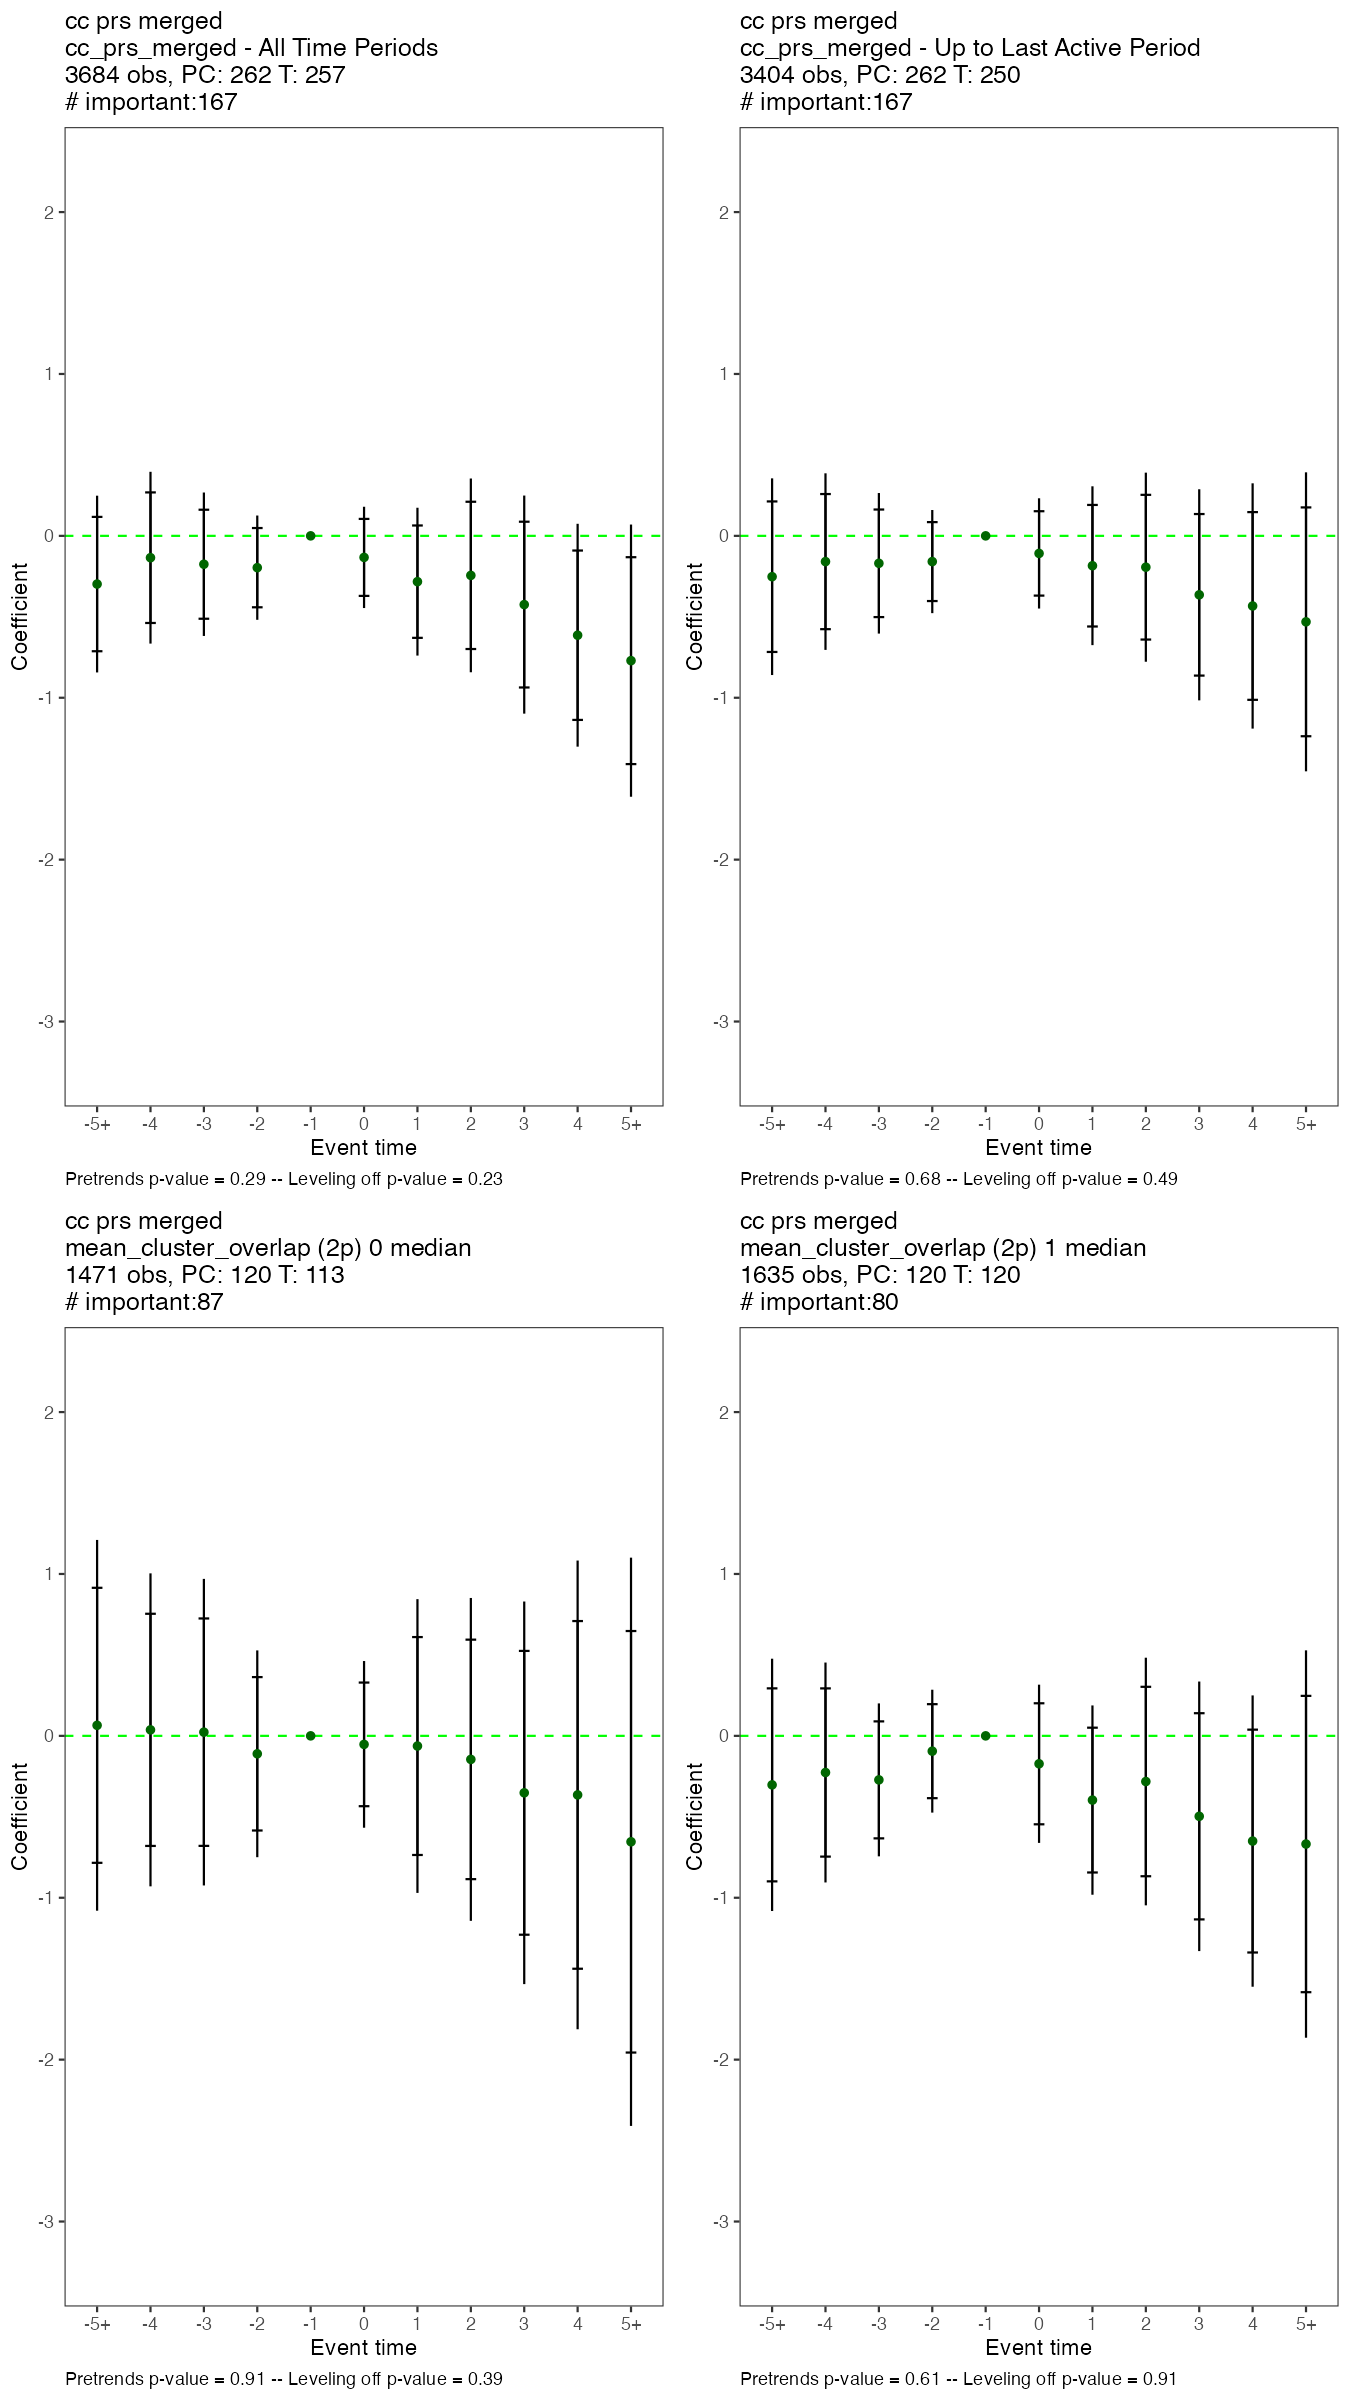 cc prs merged
cc_prs_merged - All Time Periods
3684 obs, PC: 262 T: 257
# important:167
2
1
0
-1
-2
-3
Coefficient
-5+ -4 -3 -2 -1 0 1 2 3 4 5+
Event time
Pretrends p-value = 0.29 -- Leveling off p-value = 0.23
cc prs merged
cc_prs_merged - Up to Last Active Period
3404 obs, PC: 262 T: 250
# important:167
2
1
0
-1
-2
-3
Coefficient
-5+ -4 -3 -2 -1 0 1 2 3 4 5+
Event time
Pretrends p-value = 0.68 -- Leveling off p-value = 0.49
cc prs merged
mean_cluster_overlap (2p) 0 median
1471 obs, PC: 120 T: 113
# important:87
2
1
0
-1
-2
-3
Coefficient
-5+ -4 -3 -2 -1 0 1 2 3 4 5+
Event time
Pretrends p-value = 0.91 -- Leveling off p-value = 0.39
cc prs merged
mean_cluster_overlap (2p) 1 median
1635 obs, PC: 120 T: 120
# important:80
2
1
0
-1
-2
-3
Coefficient
-5+ -4 -3 -2 -1 0 1 2 3 4 5+
Event time
Pretrends p-value = 0.61 -- Leveling off p-value = 0.91